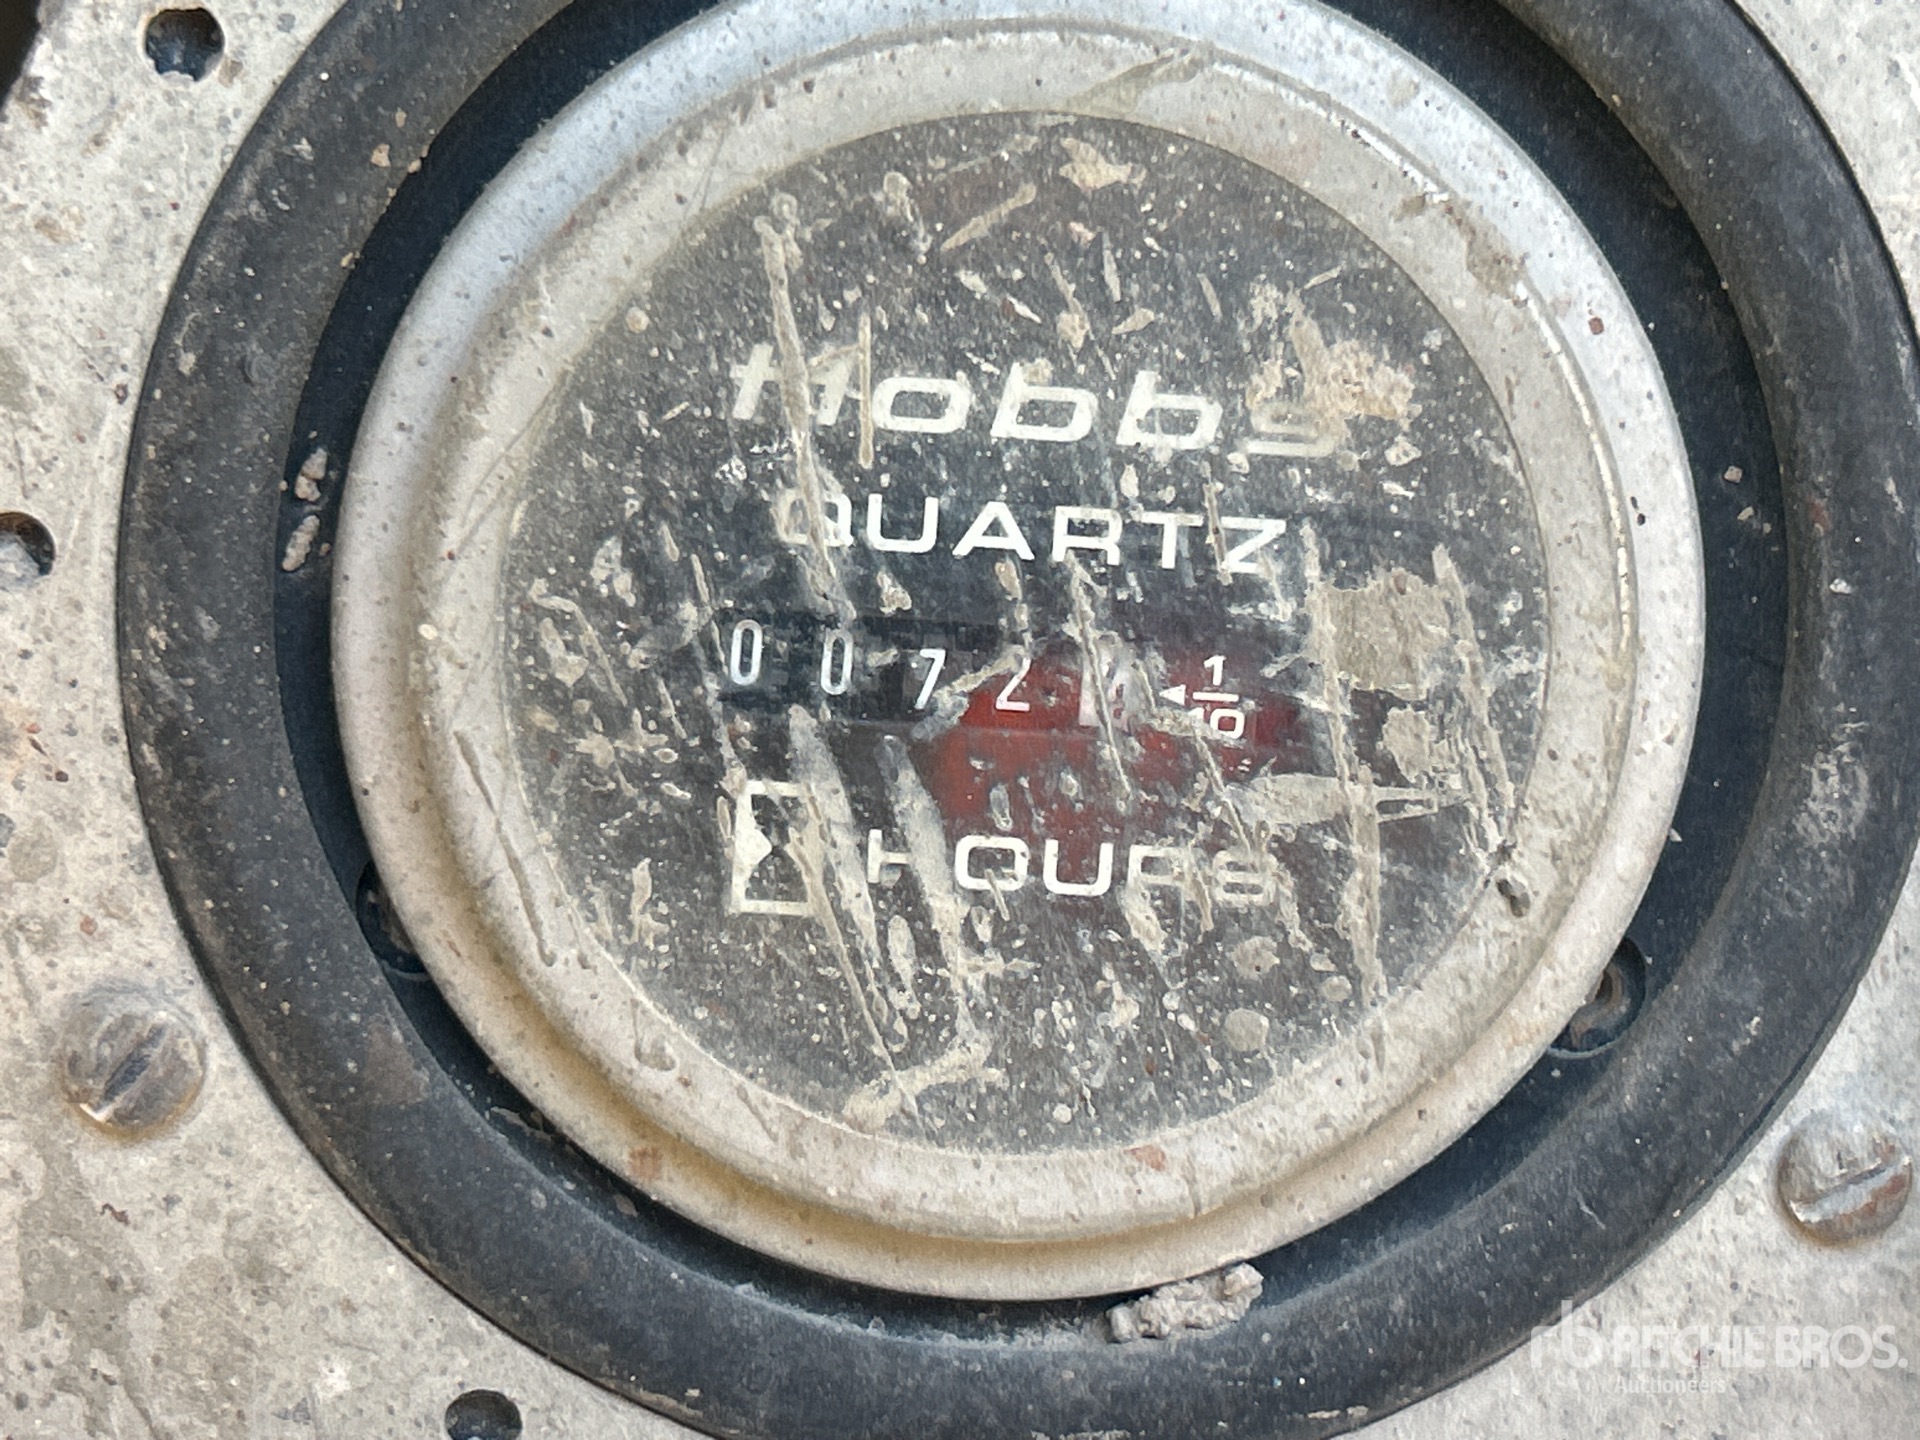 Hobbs
QUARTZ
0072 1/10
HOURS
RITCHIE BROS.
Auctioneers